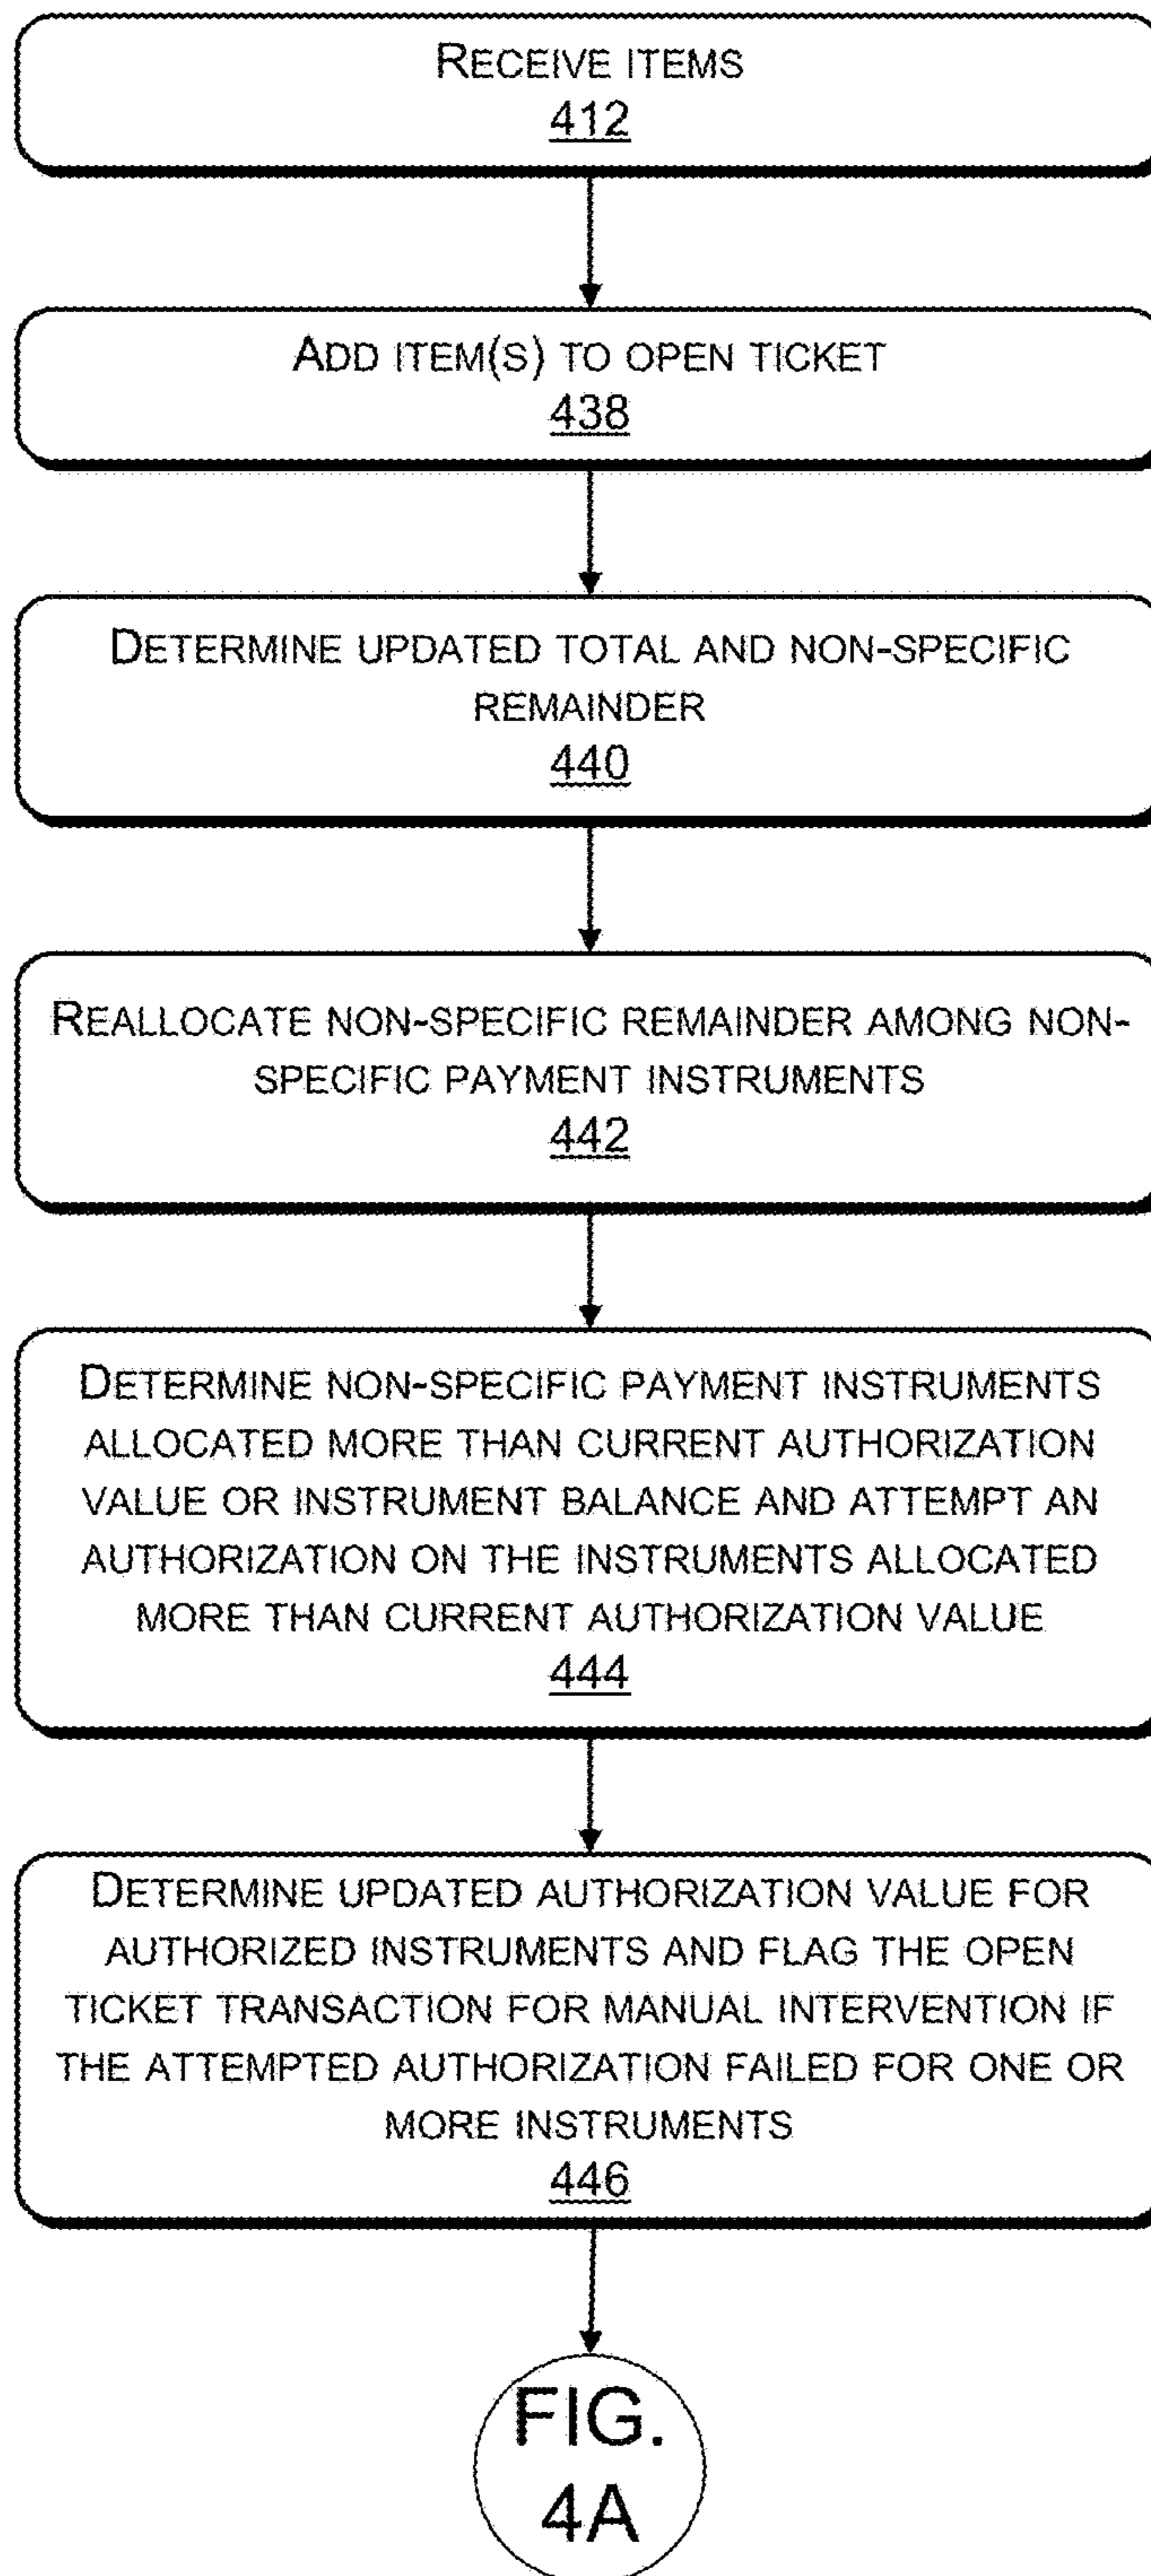 RECEIVE ITEMS
412
ADD ITEM(S) TO OPEN TICKET
438
DETERMINE UPDATED TOTAL AND NON-SPECIFIC
REMAINDER
440
REALLOCATE NON-SPECIFIC REMAINDER AMONG NON-
SPECIFIC PAYMENT INSTRUMENTS
442
DETERMINE NON-SPECIFIC PAYMENT INSTRUMENTS
ALLOCATED MORE THAN CURRENT AUTHORIZATION
VALUE OR INSTRUMENT BALANCE AND ATTEMPT AN
AUTHORIZATION ON THE INSTRUMENTS ALLOCATED
MORE THAN CURRENT AUTHORIZATION VALUE
444
DETERMINE UPDATED AUTHORIZATION VALUE FOR
AUTHORIZED INSTRUMENTS AND FLAG THE OPEN
TICKET TRANSACTION FOR MANUAL INTERVENTION IF
THE ATTEMPTED AUTHORIZATION FAILED FOR ONE OR
MORE INSTRUMENTS
446
FIG.
4A